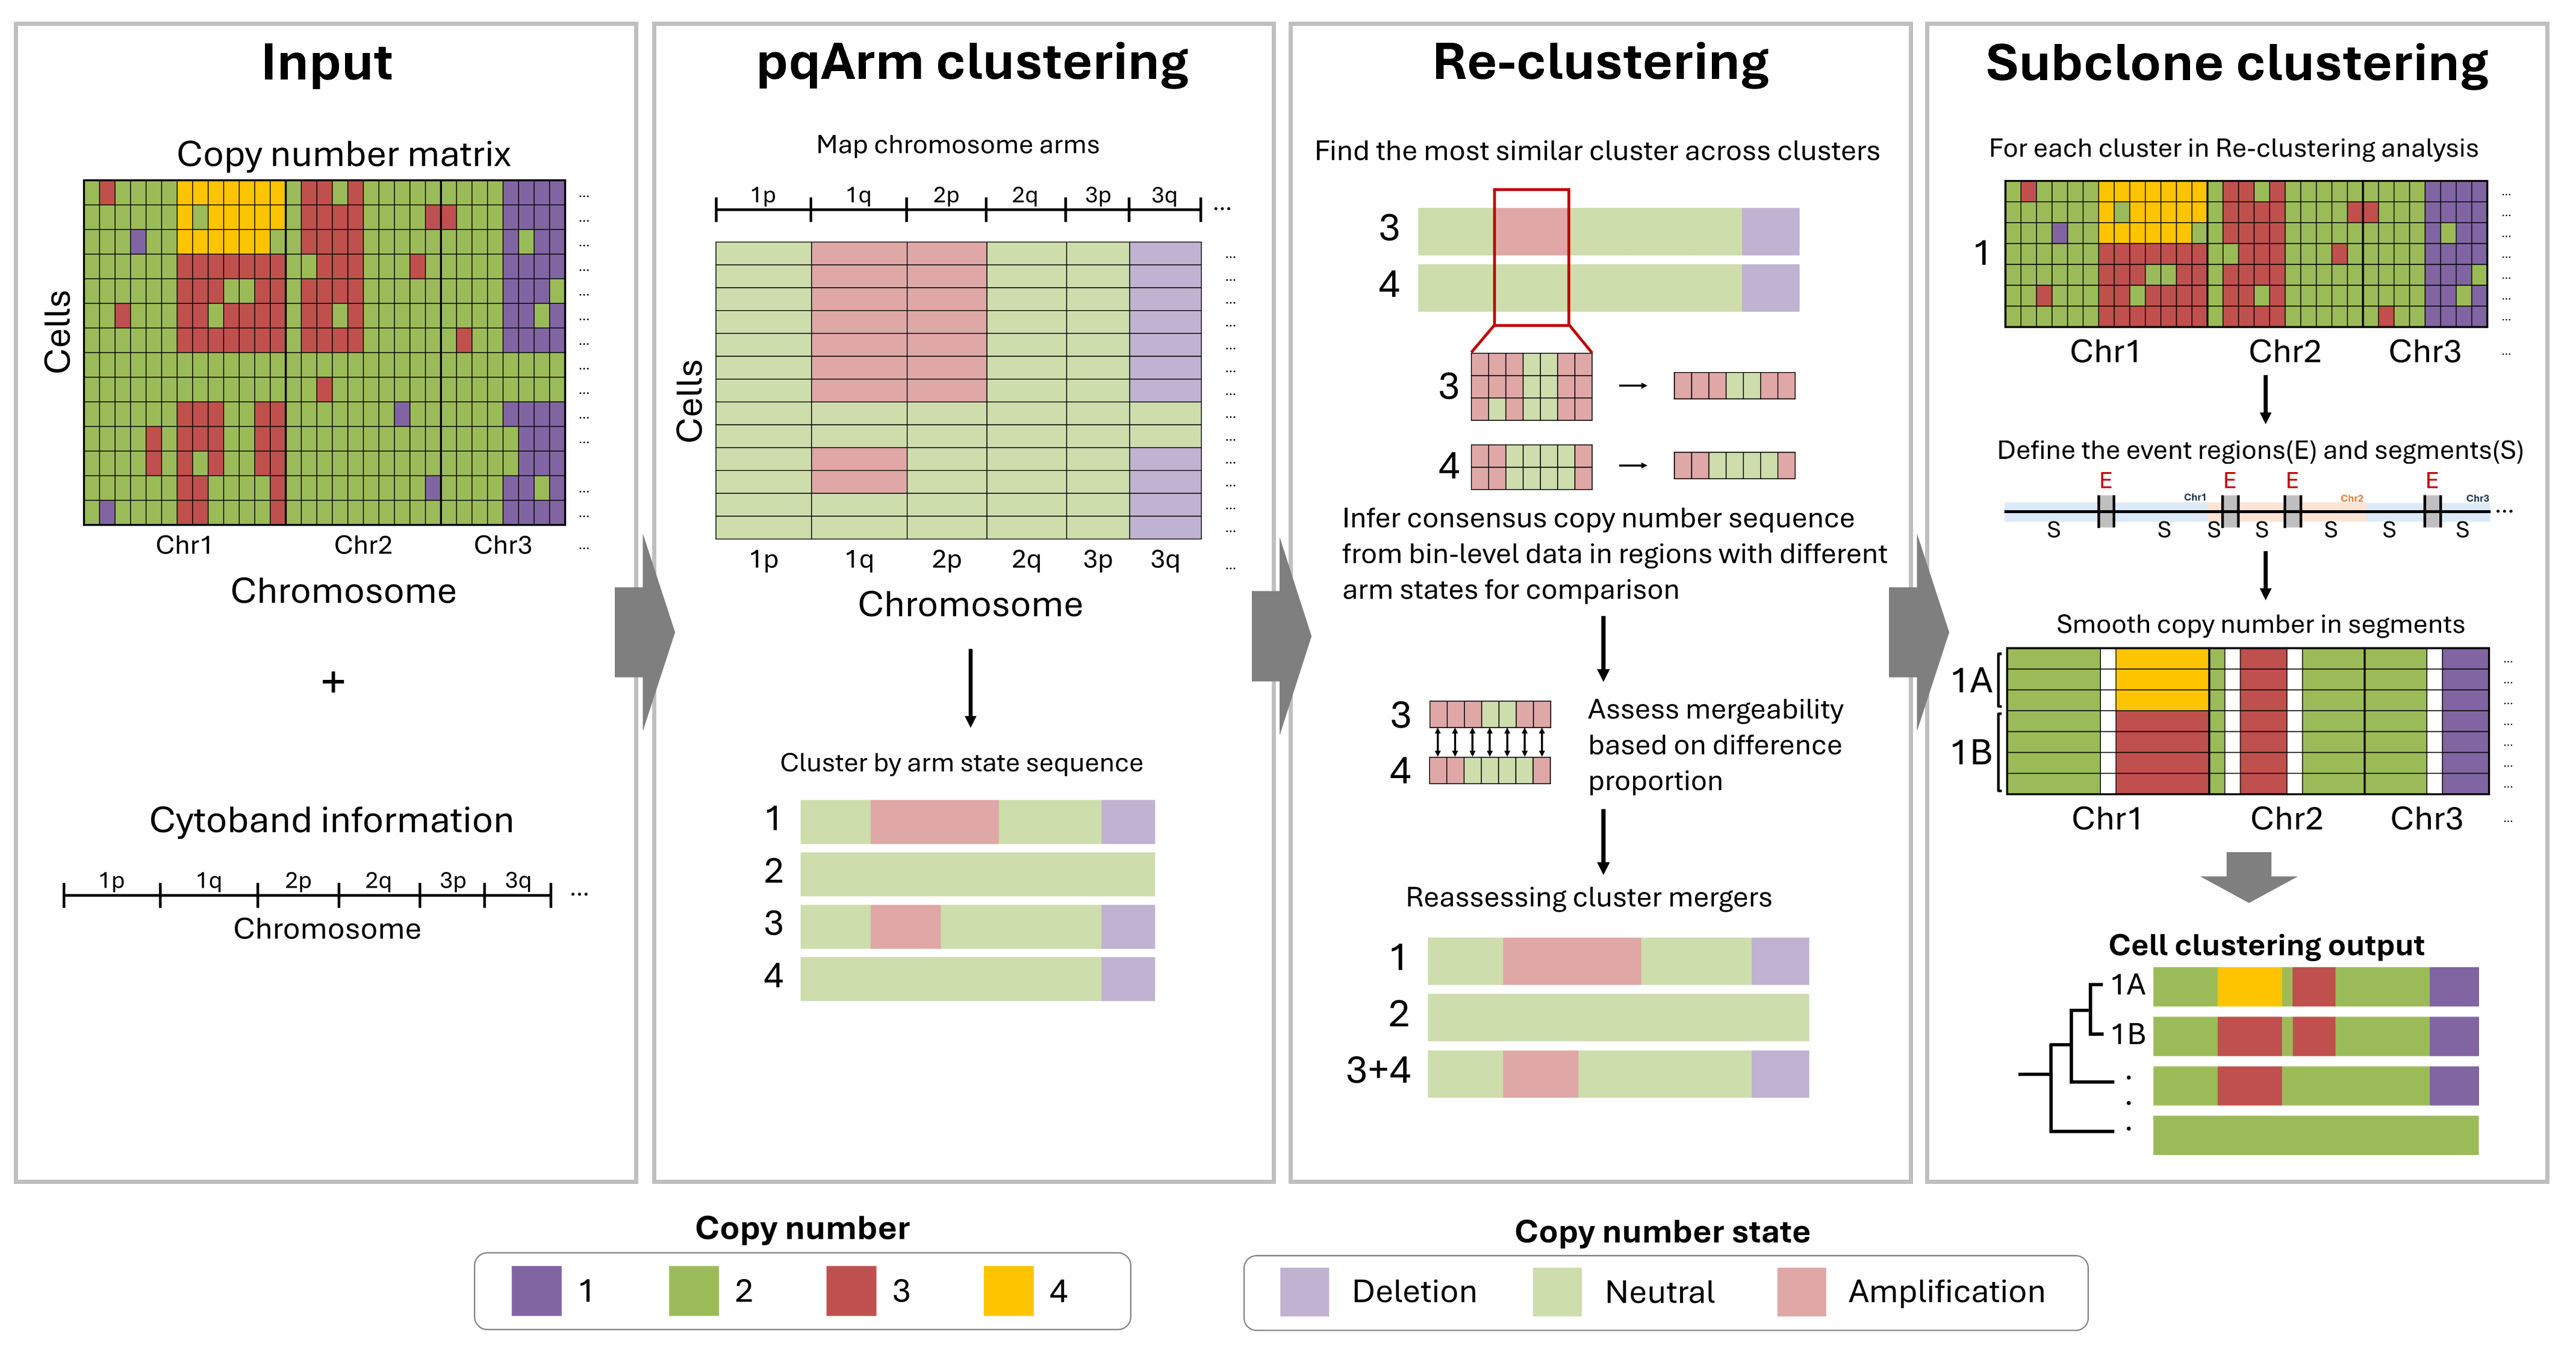 Input
Copy number matrix
Cells
...
...
...
...
...
...
...
...
...
...
...
...
...
Chr1 Chr2 Chr3 ...
Chromosome
+
Cytoband information
1p 1q 2p 2q 3p 3q ...
Chromosome
pqArm clustering
Map chromosome arms
1p 1q 2p 2q 3p 3q ...
Cells
...
...
...
...
...
...
...
...
...
...
...
...
...
1p 1q 2p 2q 3p 3q ...
Chromosome
Cluster by arm state sequence
1
2
3
4
Re-clustering
Find the most similar cluster across clusters
3
4
3
4
Infer consensus copy number sequence
from bin-level data in regions with different
arm states for comparison
3
4
Assess mergeability
based on difference
proportion
Reassessing cluster mergers
1
2
3+4
Subclone clustering
For each cluster in Re-clustering analysis
1
...
...
...
...
...
...
...
Chr1 Chr2 Chr3 ...
Define the event regions(E) and segments(S)
E E E E
Chr1 Chr2 Chr3 ...
S S S S S S S
Smooth copy number in segments
1A
1B
...
...
...
...
...
...
...
Chr1 Chr2 Chr3 ...
Cell clustering output
1A
1B
.
.
.
Copy number
1 2 3 4
Copy number state
Deletion Neutral Amplification